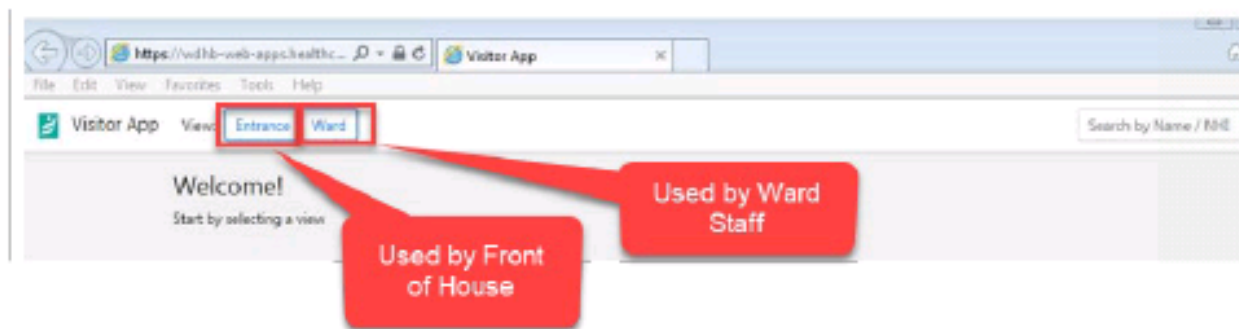 https://wdhb-web-apps.healthc... Visitor App
File Edit View Favorites Tools Help
Visitor App View: Entrance Ward Search by Name / NHI
Welcome!
Start by selecting a view
Used by Ward
Staff
Used by Front
of House